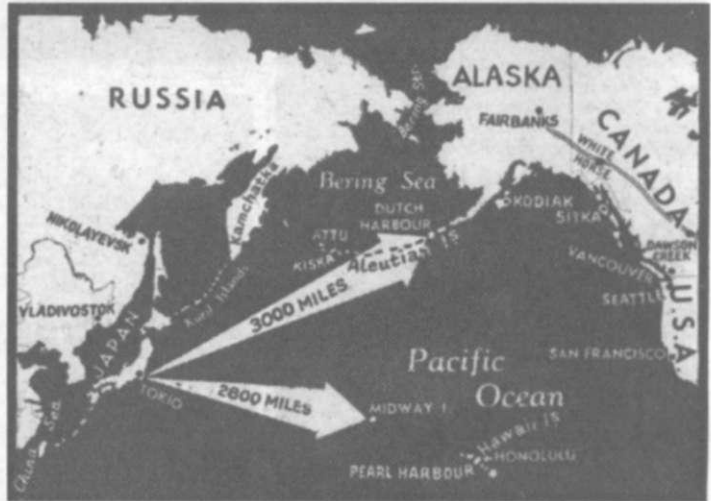 RUSSIA
ALASKA
FAIRBANKS
CANADA
WHITE
HORSE
Bering Str.
Bering Sea
Kamchatka
NIKOLAYEVSK
DUTCH
HARBOUR
KODIAK
SITKA
ATTU
KISKA
Aleutian Is.
DAWSON
CREEK
VANCOUVER
SEATTLE
U.S.A.
VLADIVOSTOK
JAPAN
Kuril Islands
3000 MILES
SAN FRANCISCO
Pacific
Ocean
TOKIO
2800 MILES
MIDWAY I.
China Sea
Hawaii Is
HONOLULU
PEARL HARBOUR